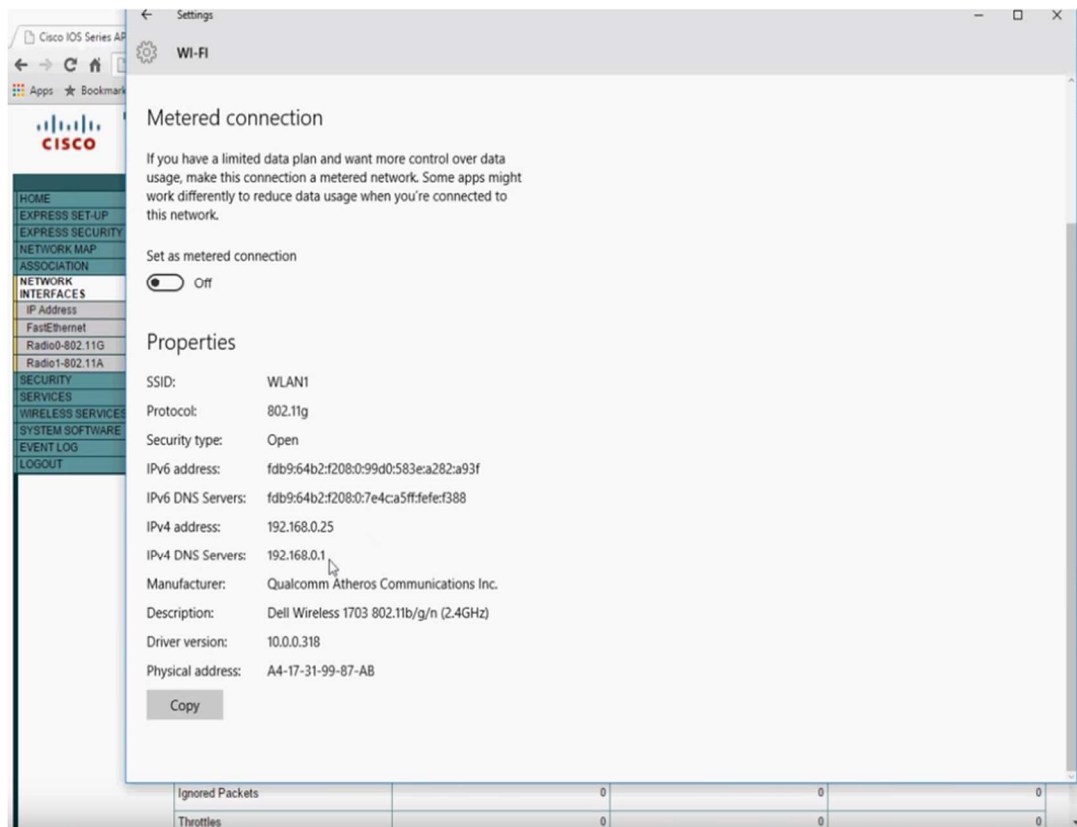 Settings
WI-FI
Cisco IOS Series AP
Apps
Bookmark
CISCO
HOME
EXPRESS SET-UP
EXPRESS SECURITY
NETWORK MAP
ASSOCIATION
NETWORK
INTERFACES
IP Address
FastEthernet
Radio0-802.11G
Radio1-802.11A
SECURITY
SERVICES
WIRELESS SERVICES
SYSTEM SOFTWARE
EVENT LOG
LOGOUT
Metered connection
If you have a limited data plan and want more control over data
usage, make this connection a metered network. Some apps might
work differently to reduce data usage when you're connected to
this network.
Set as metered connection
Off
Properties
SSID: WLAN1
Protocol: 802.11g
Security type: Open
IPv6 address: fdb9:64b2:f208:0:99d0:583e:a282:a93f
IPv6 DNS Servers: fdb9:64b2:f208:0:7e4c:a5ff:fefe:f388
IPv4 address: 192.168.0.25
IPv4 DNS Servers: 192.168.0.1
Manufacturer: Qualcomm Atheros Communications Inc.
Description: Dell Wireless 1703 802.11b/g/n (2.4GHz)
Driver version: 10.0.0.318
Physical address: A4-17-31-99-87-AB
Copy
Ignored Packets 0 0 0
Throttles 0 0 0